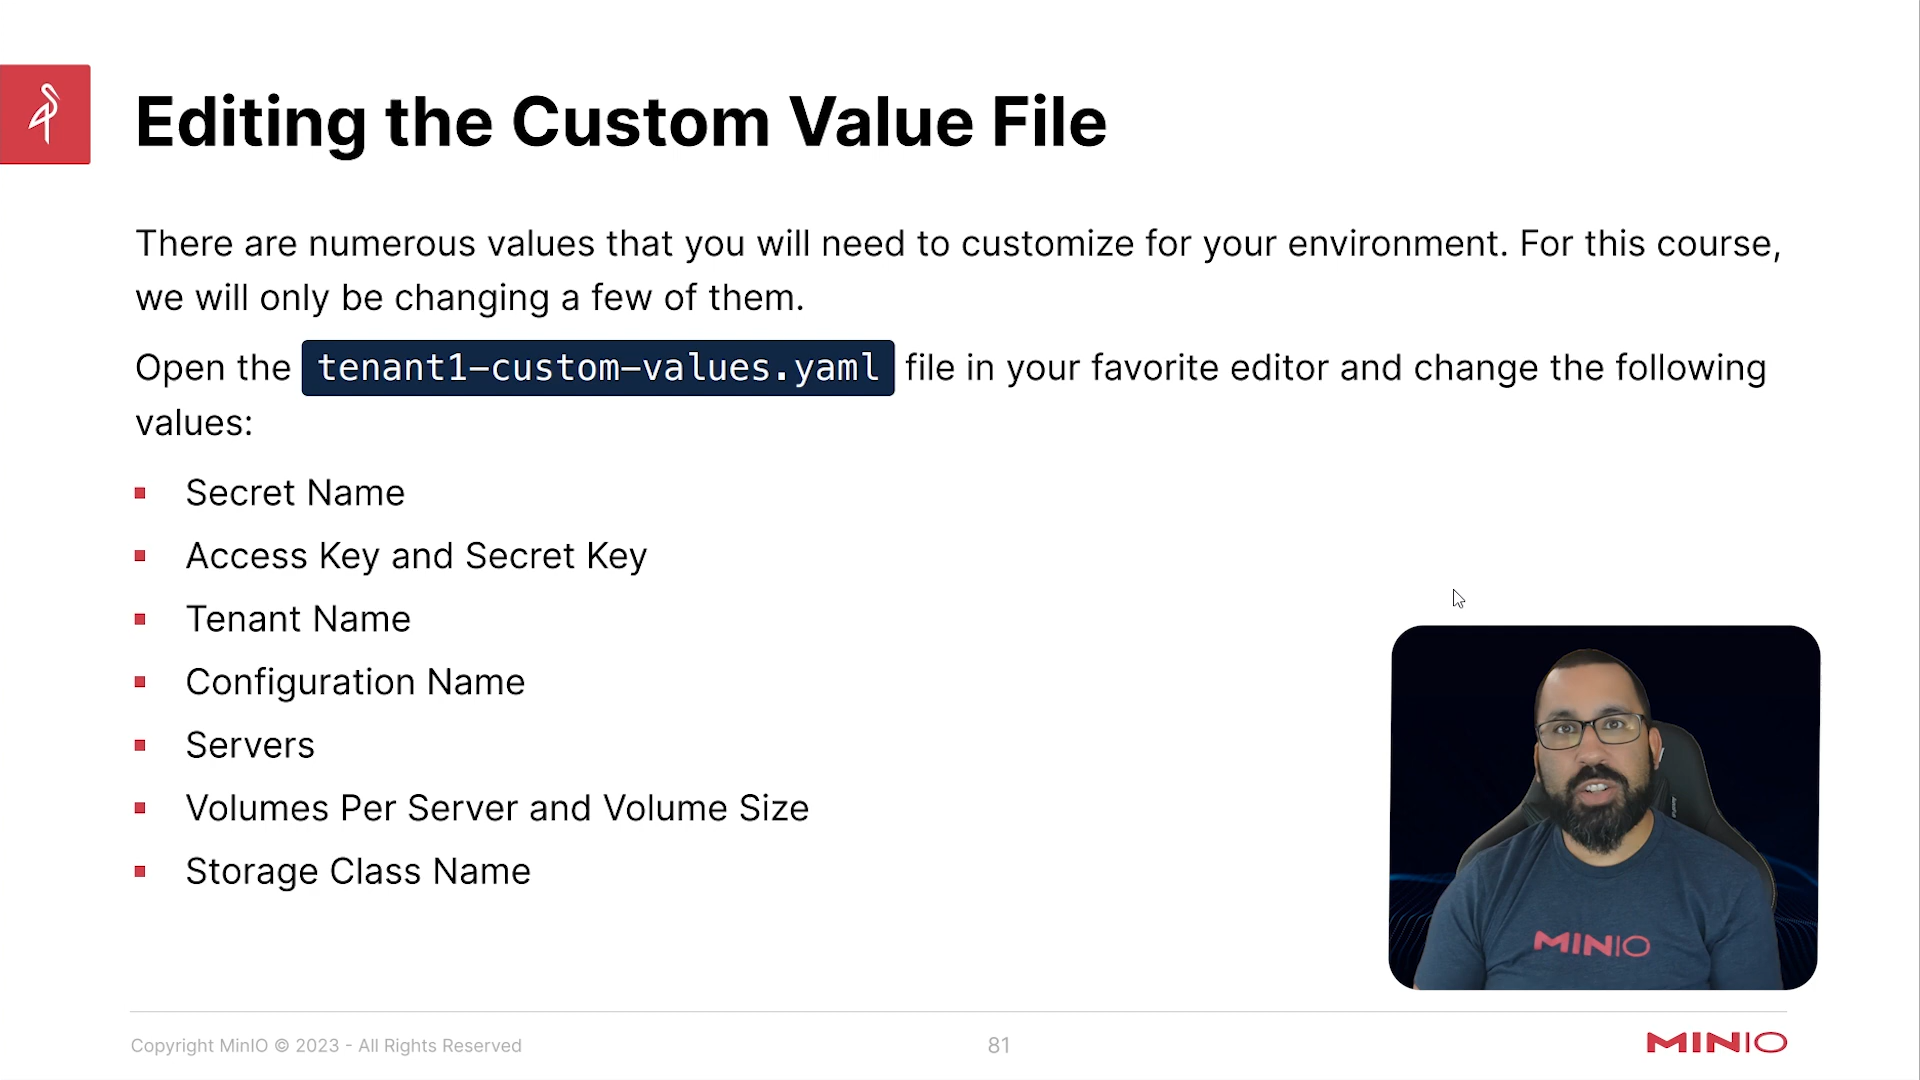 Editing the Custom Value File
There are numerous values that you will need to customize for your environment. For this course,
we will only be changing a few of them.
Open the tenant1-custom-values.yaml file in your favorite editor and change the following
values:
Secret Name
Access Key and Secret Key
Tenant Name
Configuration Name
Servers
Volumes Per Server and Volume Size
Storage Class Name
MINIO
Copyright MinIO © 2023 - All Rights Reserved
81
MINIO